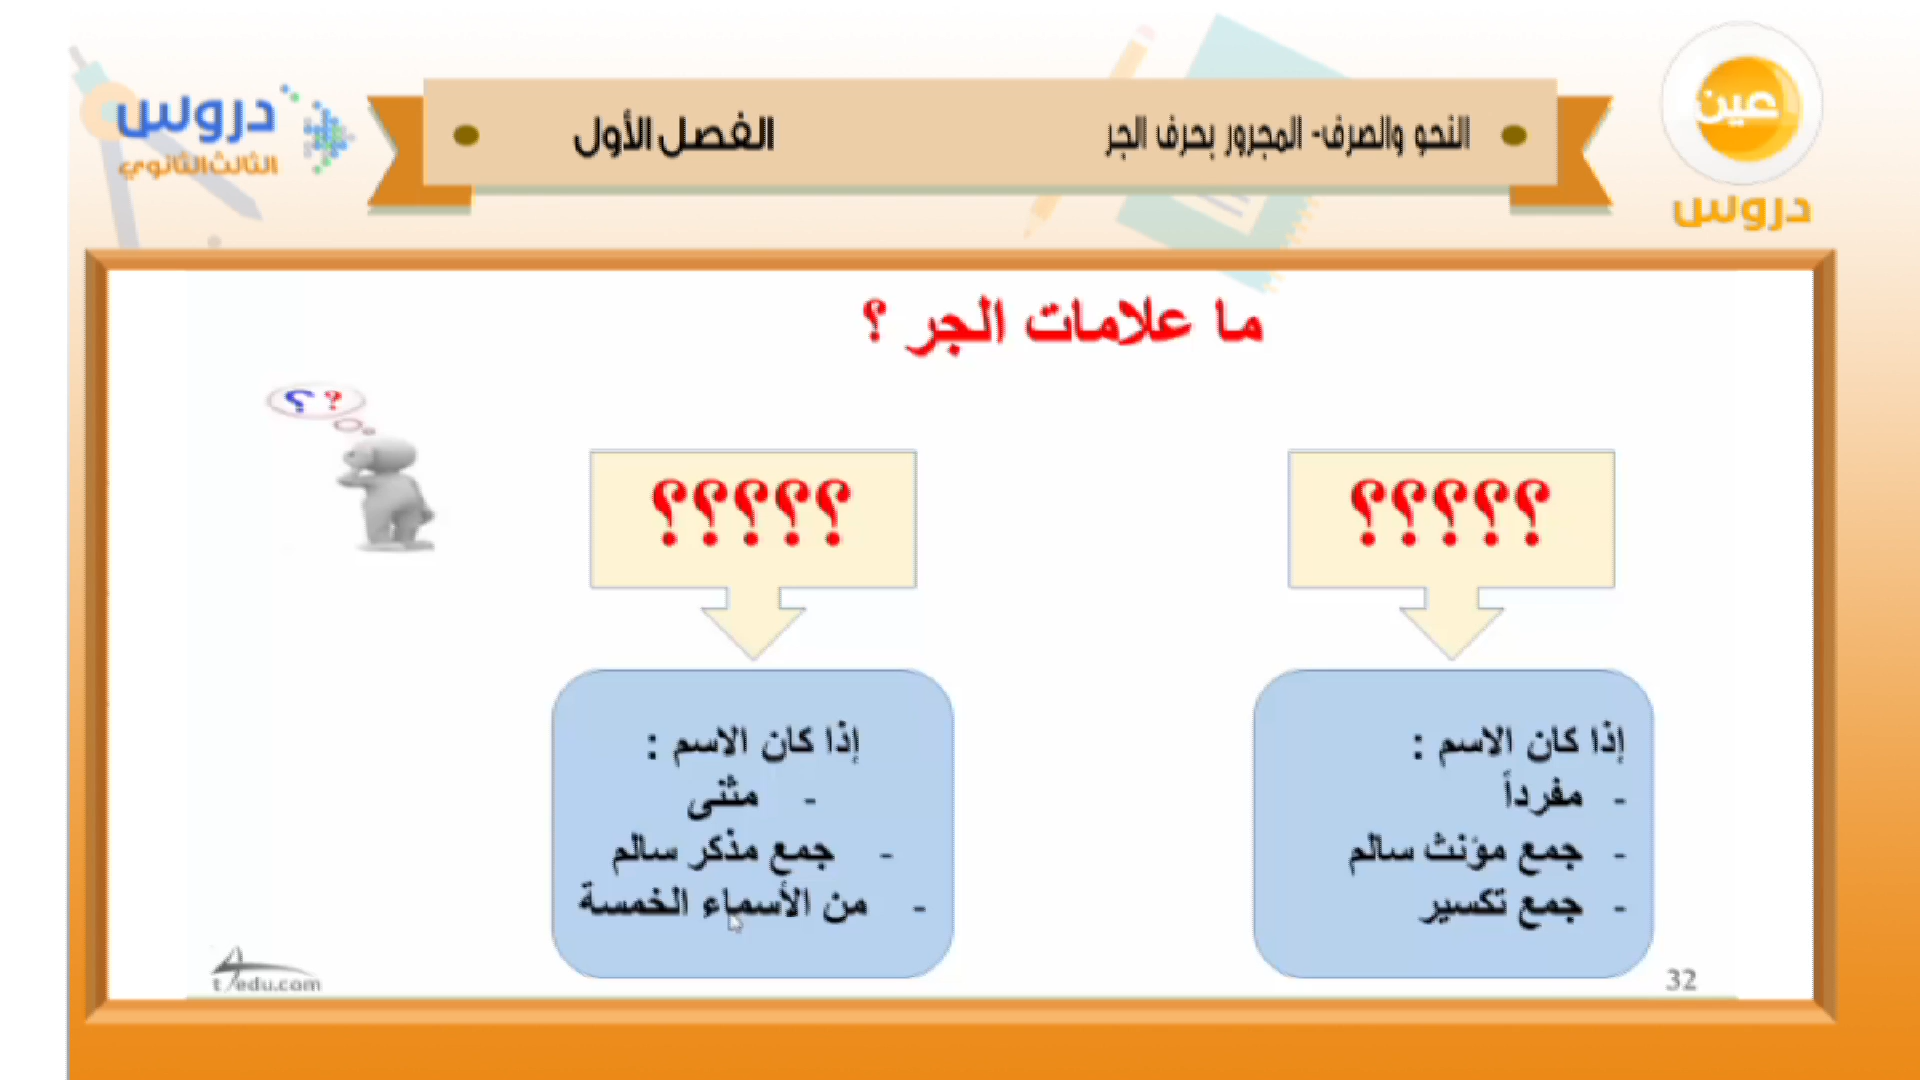 عين
دروس
النحو والصرف- المجرور بحرف الجر
الفصل الأول
دروس
الثالث الثانوي
ما علامات الجر ؟
؟ ?
؟؟؟؟؟
؟؟؟؟؟
إذا كان الاسم :
- مفرداً
- جمع مؤنث سالم
- جمع تكسير
إذا كان الاسم :
- مثنى
- جمع مذكر سالم
- من الأسماء الخمسة
32
t4edu.com